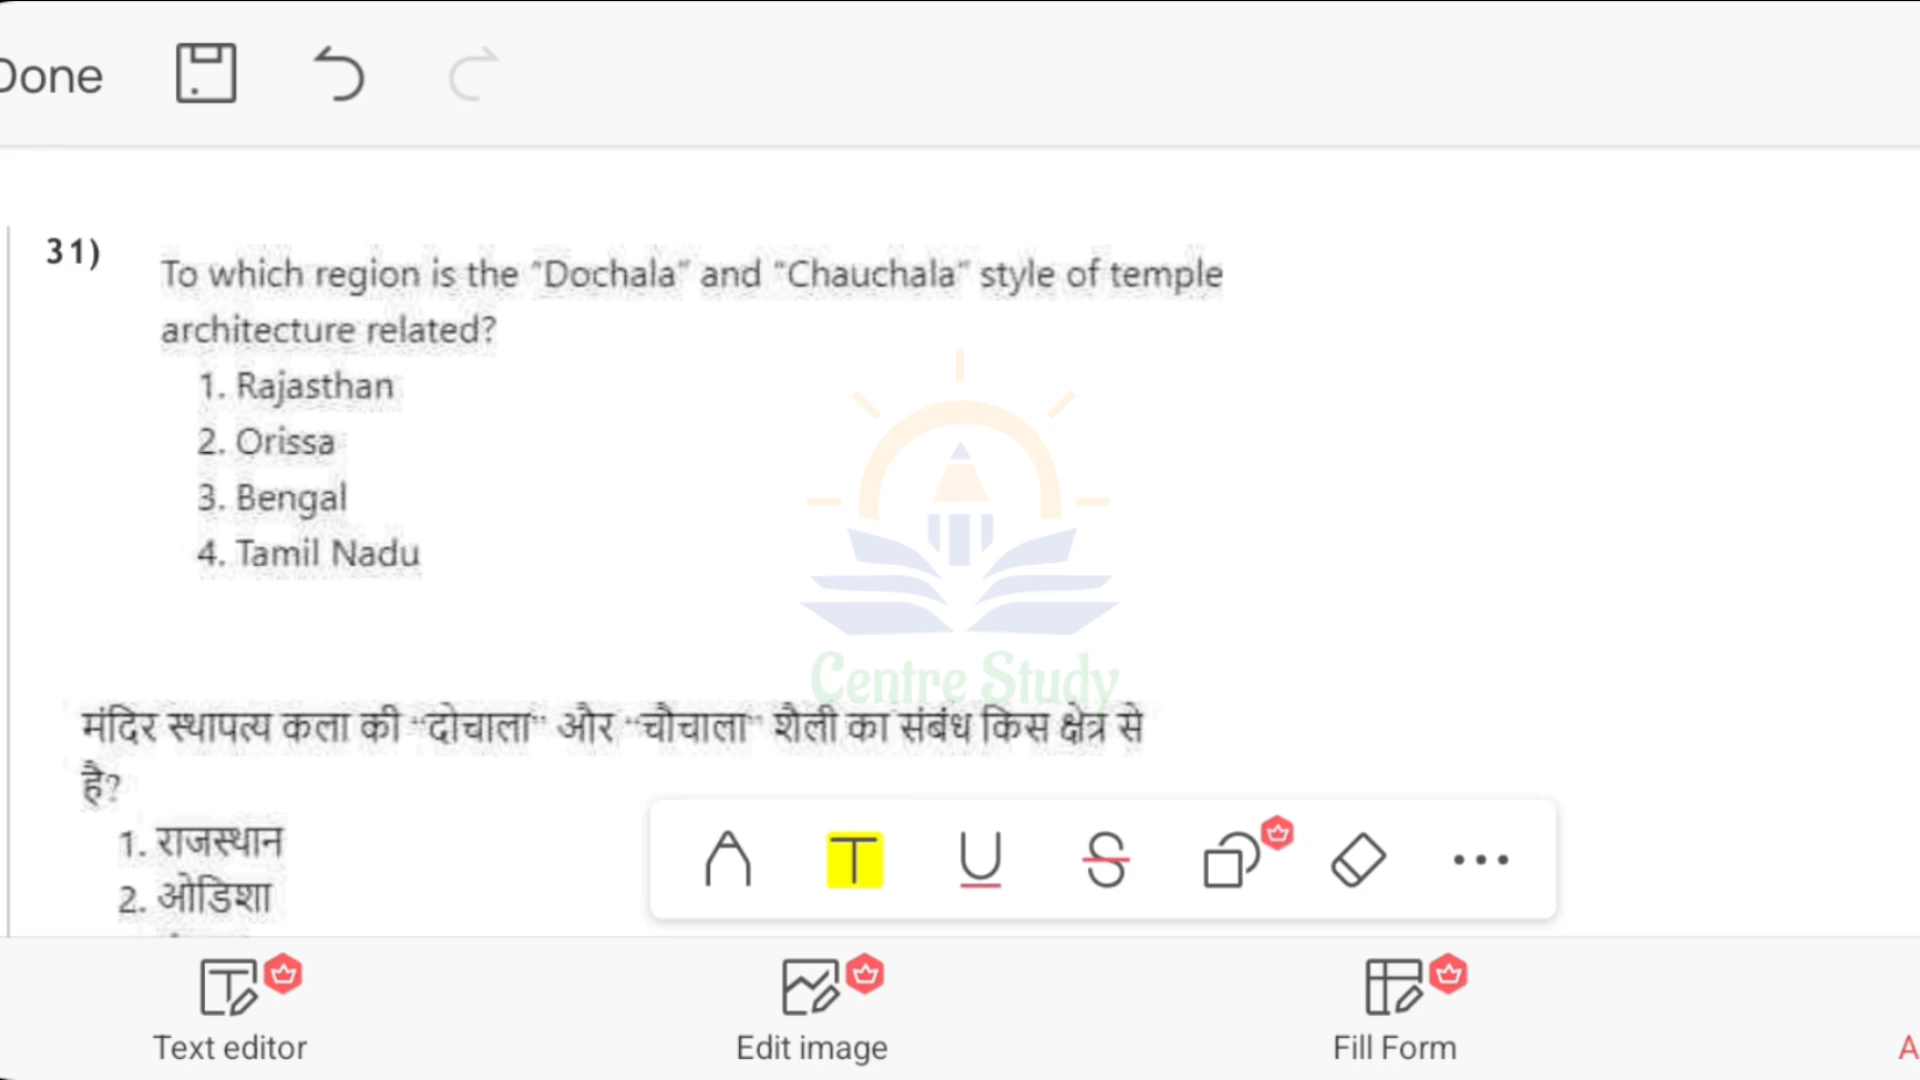 Done
31)
To which region is the "Dochala" and "Chauchala" style of temple
architecture related?
1. Rajasthan
2. Orissa
3. Bengal
4. Tamil Nadu
Centre Study
मंदिर स्थापत्य कला की "दोचाला" और "चौचाला" शैली का संबंध किस क्षेत्र से
है?
1. राजस्थान
2. ओडिशा
Text editor
Edit image
Fill Form